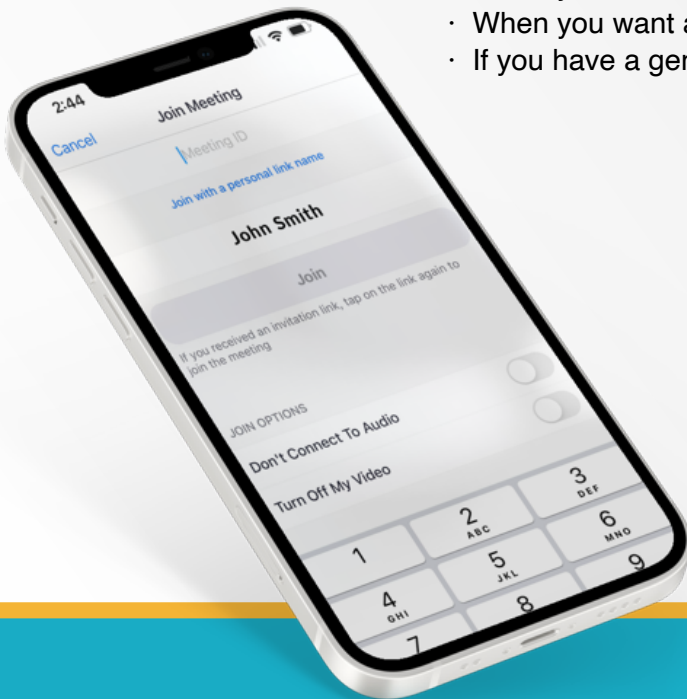 · When you want a
· If you have a ge
2:44
Cancel
Join Meeting
Meeting ID
Join with a personal link name
John Smith
Join
If you received an invitation link, tap on the link again to
join the meeting
JOIN OPTIONS
Don't Connect To Audio
Turn Off My Video
1
2
ABC
3
DEF
4
GHI
5
JKL
6
MNO
7
8
9